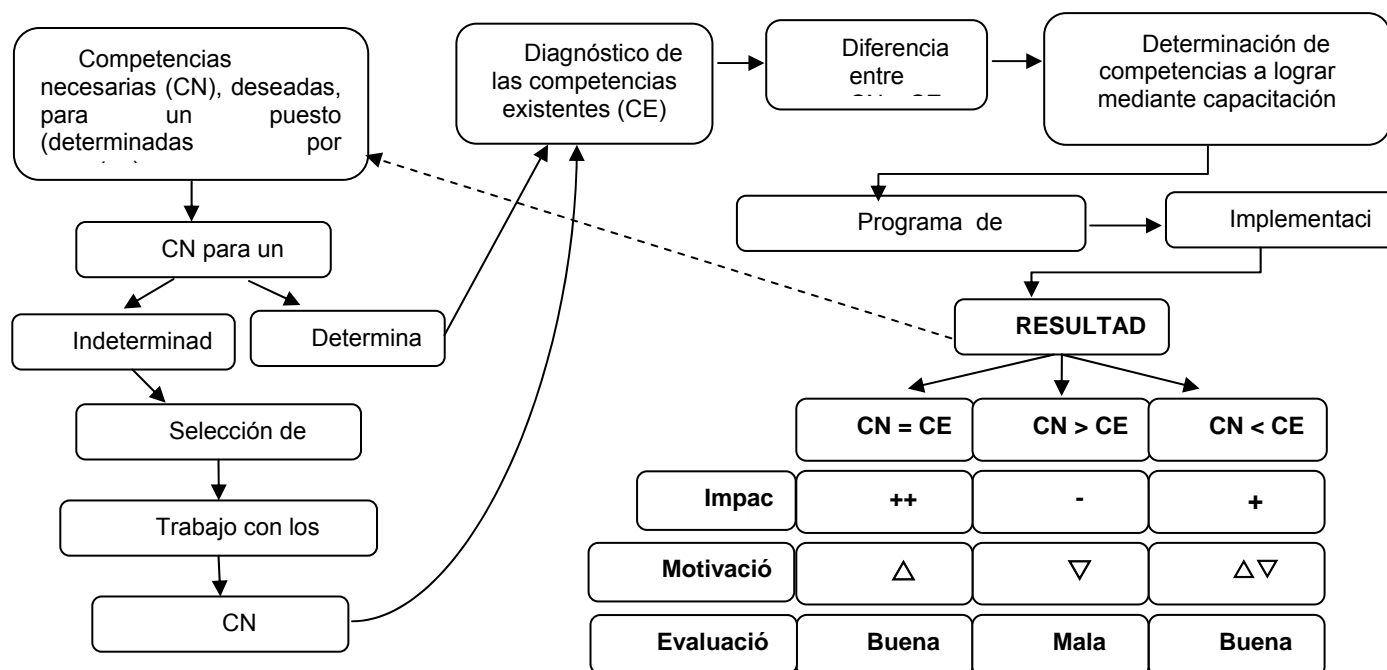 Competencias
necesarias (CN), deseadas,
para un puesto
(determinadas por
Diagnóstico de
las competencias
existentes (CE)
Diferencia
entre
Determinación de
competencias a lograr
mediante capacitación
CN para un
Indeterminad
Determina
Selección de
Trabajo con los
CN
Programa de
Implementaci
RESULTAD
CN = CE CN > CE CN < CE
Impac ++ - +
Motivació △ ▽ △▽
Evaluació Buena Mala Buena